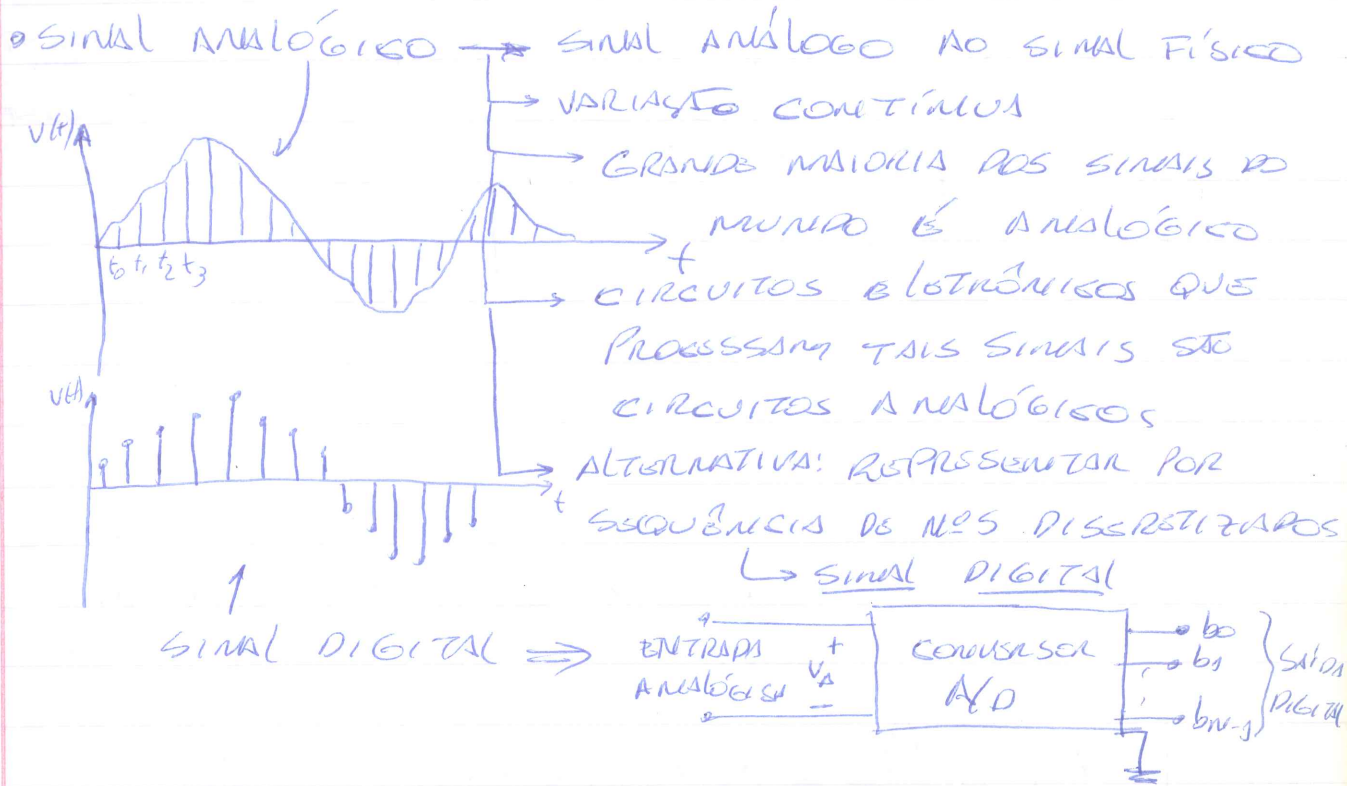 • SINAL ANALÓGICO → SINAL ANÁLOGO AO SINAL FÍSICO
→ VARIAÇÃO CONTÍNUA
→ GRANDE MAIORIA DOS SINAIS DO
MUNDO É ANALÓGICO
→ CIRCUITOS ELETRÔNICOS QUE
PROCESSAM TAIS SINAIS SÃO
CIRCUITOS ANALÓGICOS
→ ALTERNATIVA: REPRESENTAR POR
SEQUÊNCIA DE NOS DISCRETIZADOS
↳ SINAL DIGITAL
v(t)
t0 t1 t2 t3
t
v(t)
t
SINAL DIGITAL ⇒
ENTRADA
ANALÓGICA
+
VA
−
CONVERSOR
A/D
b0
b1
bN-1
SAÍDA
DIGITAL